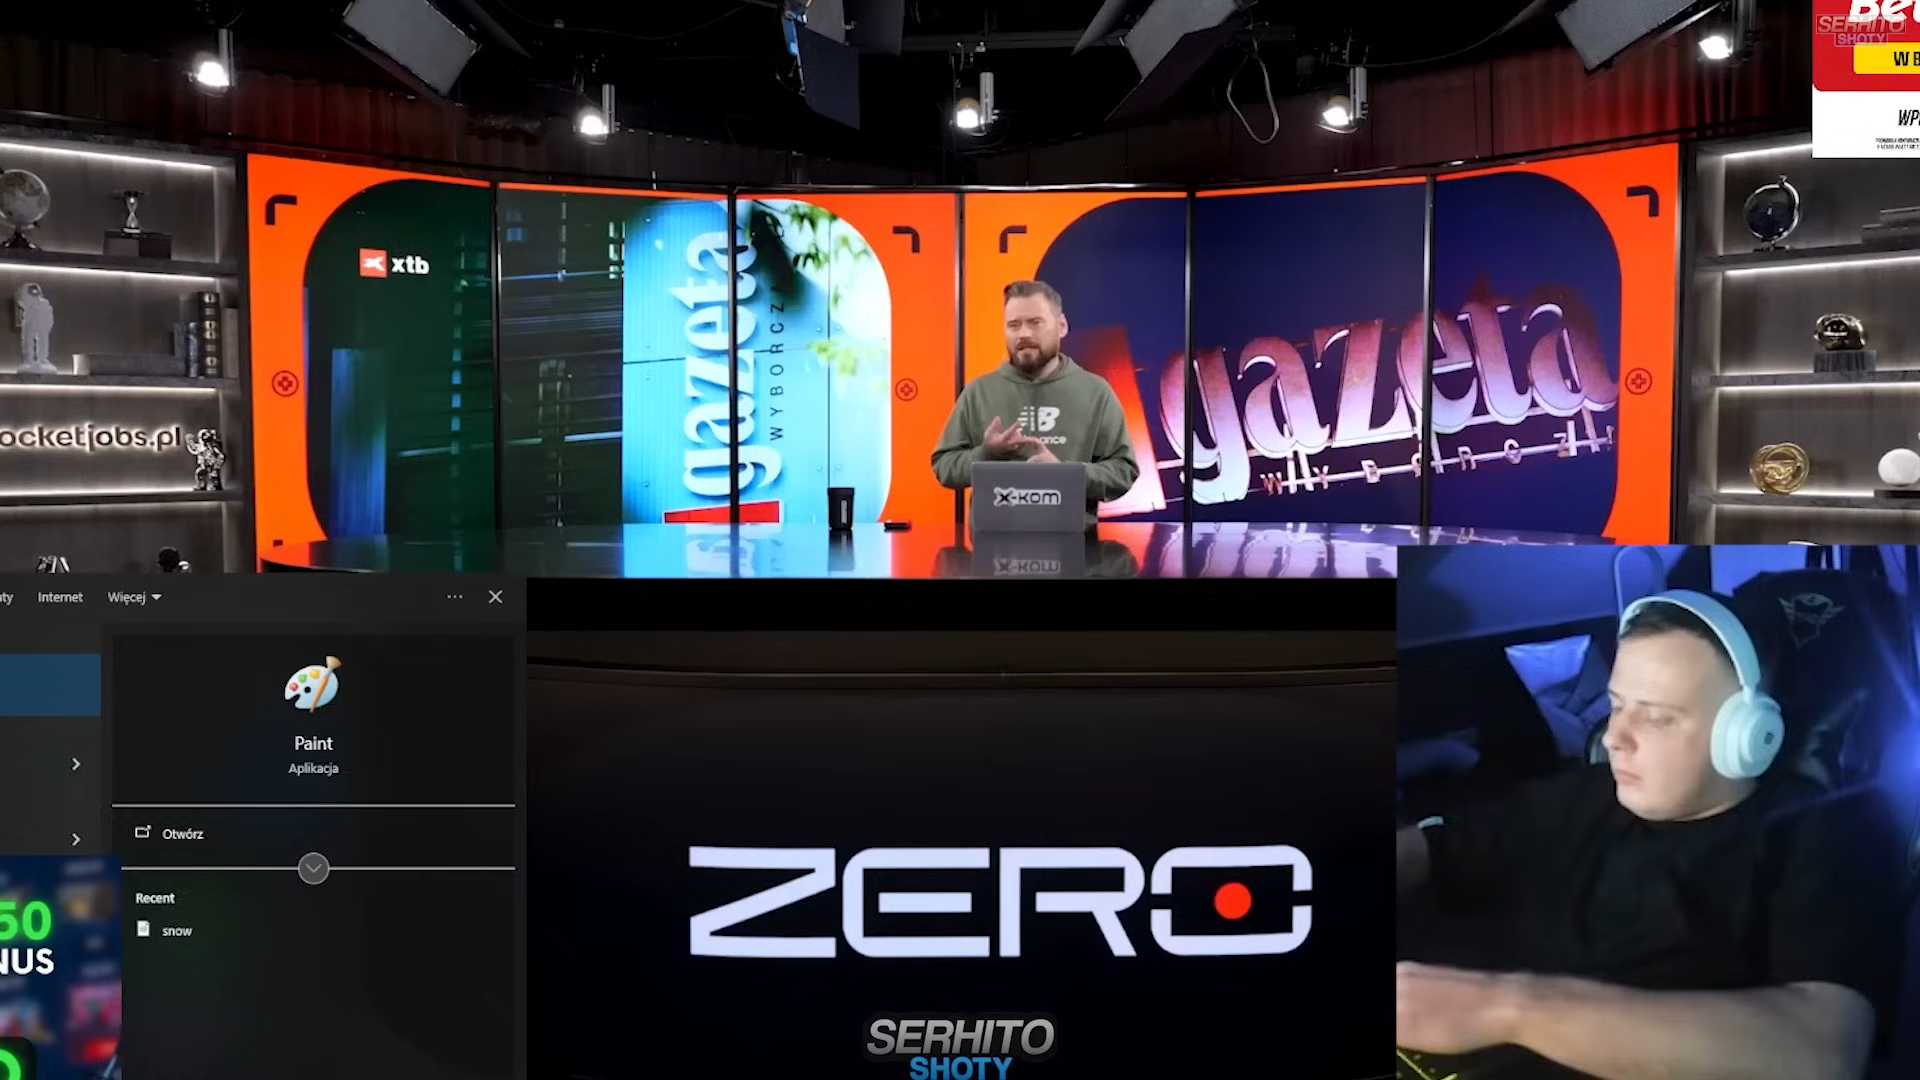 SERHITO
SHOTY
W B
xtb
gazeta
WYBORCZA
gazeta
ocketjobs.pl
X-KOM
Internet
Więcej
Paint
Aplikacja
Otwórz
Recent
snow
50
NUS
ZERO
SERHITO
SHOTY